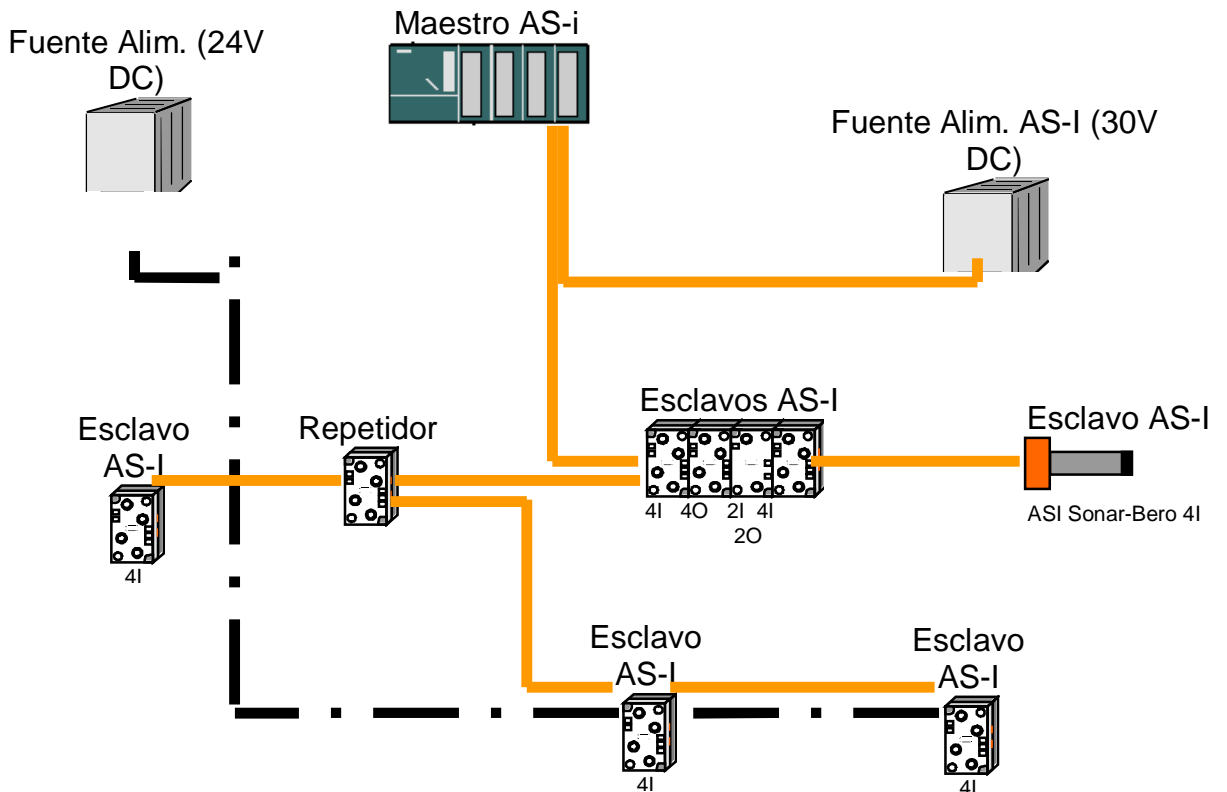 Fuente Alim. (24V
DC)
Maestro AS-i
Fuente Alim. AS-I (30V
DC)
Esclavo
AS-I
4I
Repetidor
Esclavos AS-I
4I 4O 2I 4I
2O
Esclavo AS-I
ASI Sonar-Bero 4I
Esclavo
AS-I
4I
Esclavo
AS-I
4I